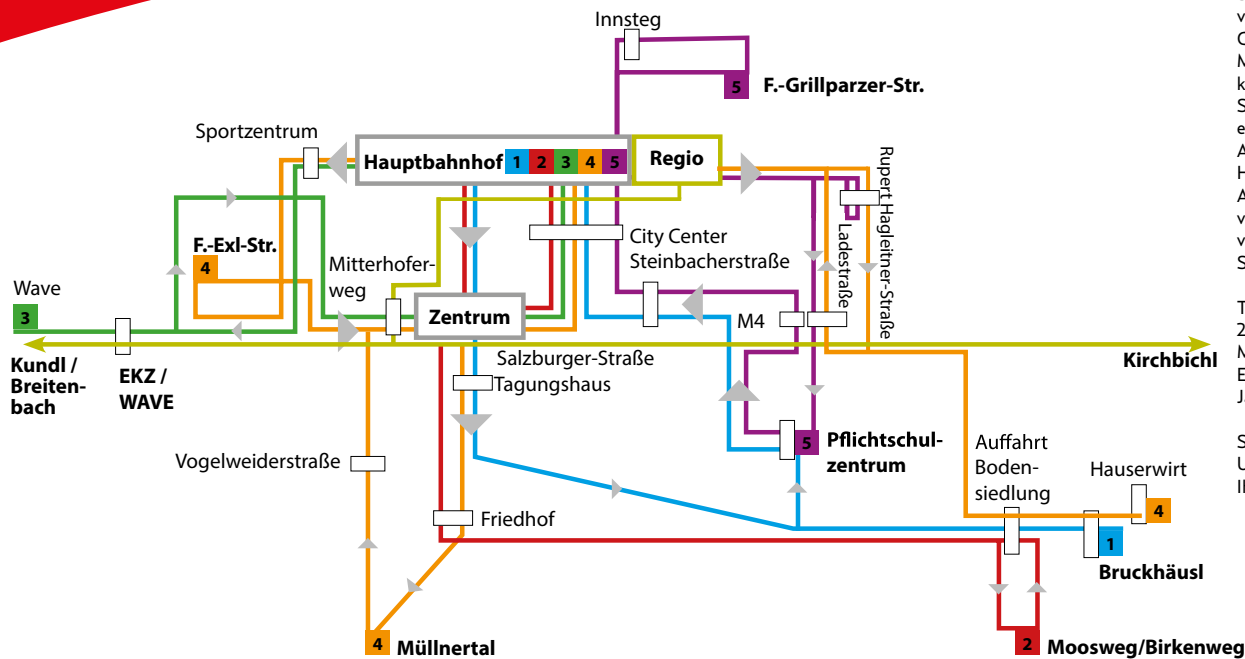 Innsteg
5
F.-Grillparzer-Str.
Sportzentrum
Hauptbahnhof 1 2 3 4 5
Regio
Rupert Hagleitner-Straße
Ladestraße
City Center
Steinbacherstraße
F.-Exl-Str.
4
Mitterhofer-
weg
Wave
3
Zentrum
M4
Kundl /
Breiten-
bach
EKZ /
WAVE
Salzburger-Straße
Tagungshaus
Kirchbichl
5
Pflichtschul-
zentrum
Auffahrt
Boden-
siedlung
Hauserwirt
4
Vogelweiderstraße
Friedhof
1
Bruckhäusl
4
Müllnertal
2
Moosweg/Birkenweg